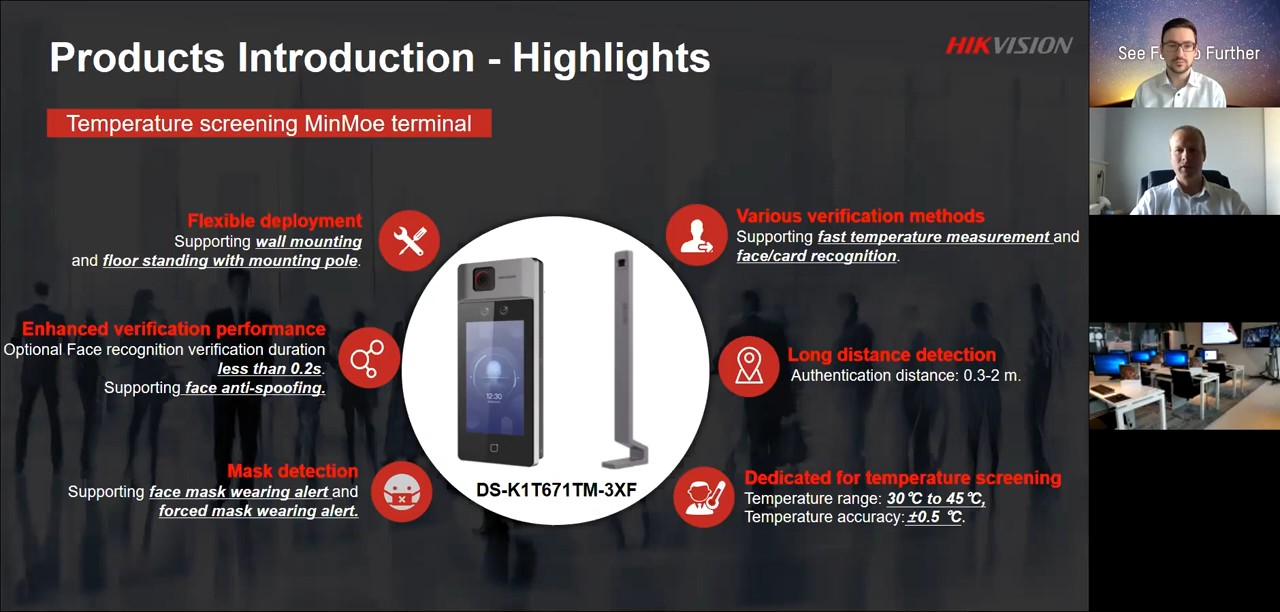 Products Introduction - Highlights
HIKVISION
Temperature screening MinMoe terminal
Flexible deployment
Supporting wall mounting
and floor standing with mounting pole.
Enhanced verification performance
Optional Face recognition verification duration
less than 0.2s.
Supporting face anti-spoofing.
Mask detection
Supporting face mask wearing alert and
forced mask wearing alert.
12:30
DS-K1T671TM-3XF
Various verification methods
Supporting fast temperature measurement and
face/card recognition.
Long distance detection
Authentication distance: 0.3-2 m.
Dedicated for temperature screening
Temperature range: 30℃ to 45℃,
Temperature accuracy: ±0.5 ℃.
See Further